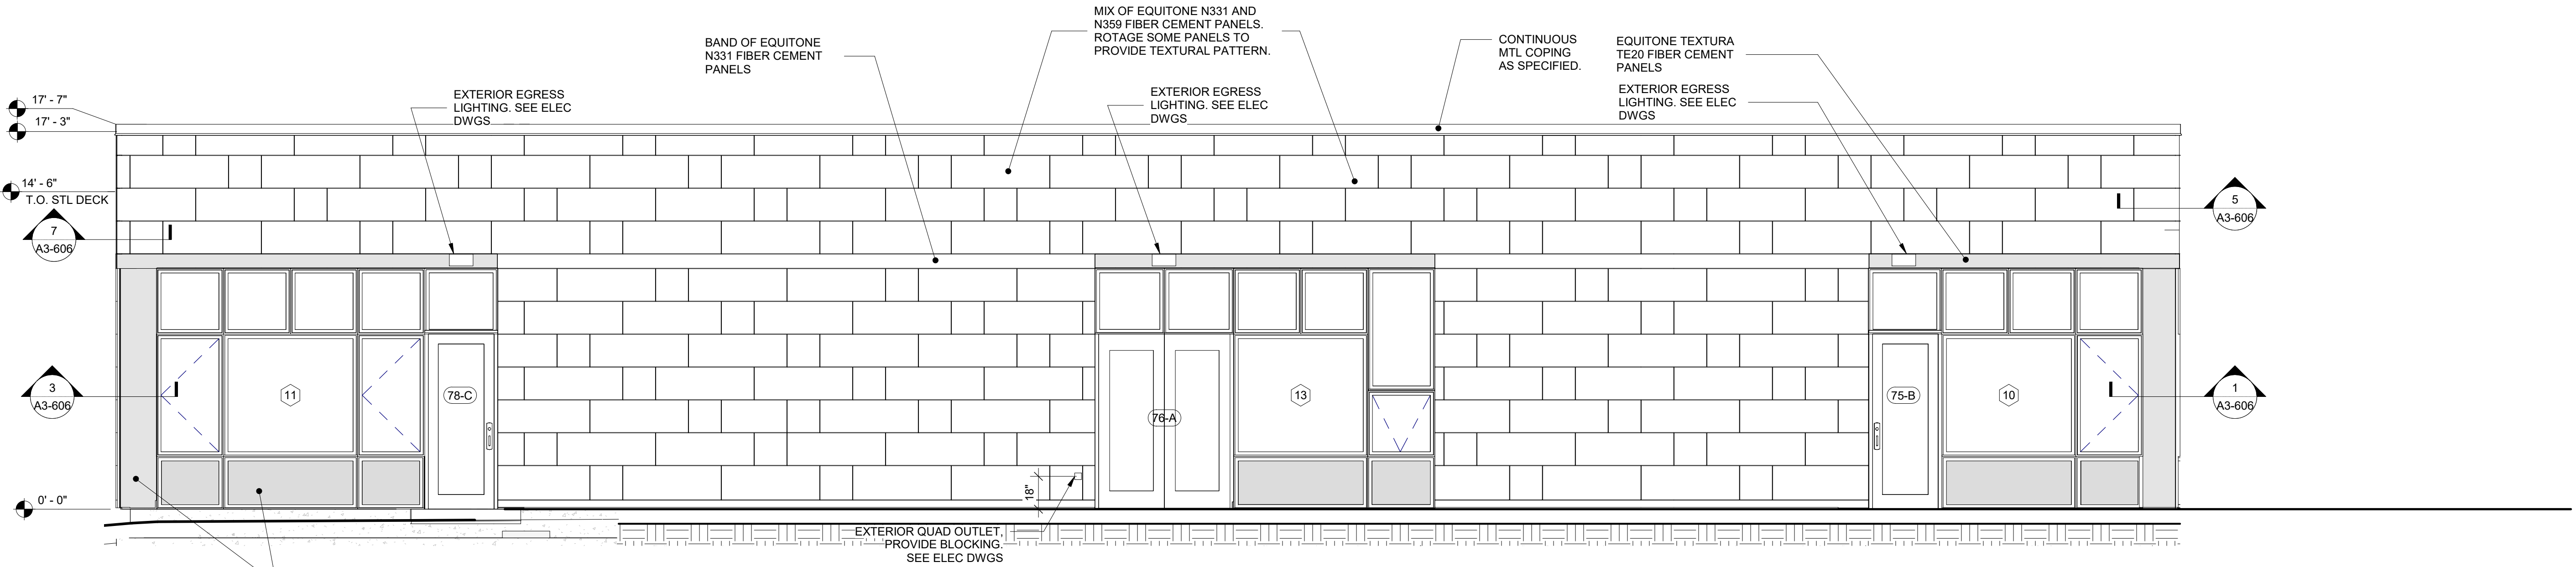 MIX OF EQUITONE N331 AND
N359 FIBER CEMENT PANELS.
ROTAGE SOME PANELS TO
PROVIDE TEXTURAL PATTERN.
BAND OF EQUITONE
N331 FIBER CEMENT
PANELS
CONTINUOUS
MTL COPING
AS SPECIFIED.
EQUITONE TEXTURA
TE20 FIBER CEMENT
PANELS
EXTERIOR EGRESS
LIGHTING. SEE ELEC
DWGS
EXTERIOR EGRESS
LIGHTING. SEE ELEC
DWGS
EXTERIOR EGRESS
LIGHTING. SEE ELEC
DWGS
17' - 7"
17' - 3"
14' - 6"
T.O. STL DECK
7
A3-606
5
A3-606
3
A3-606
11
78-C
76-A
13
75-B
10
1
A3-606
0' - 0"
18"
EXTERIOR QUAD OUTLET,
PROVIDE BLOCKING.
SEE ELEC DWGS